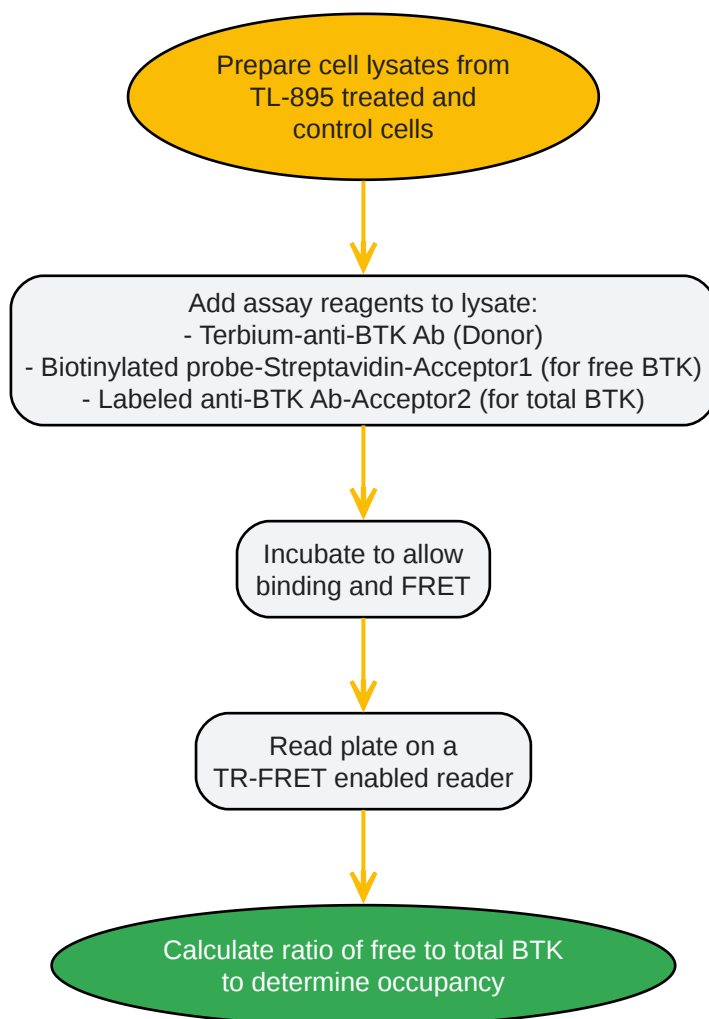 Prepare cell lysates from
TL-895 treated and
control cells
Add assay reagents to lysate:
- Terbium-anti-BTK Ab (Donor)
- Biotinylated probe-Streptavidin-Acceptor1 (for free BTK)
- Labeled anti-BTK Ab-Acceptor2 (for total BTK)
Incubate to allow
binding and FRET
Read plate on a
TR-FRET enabled reader
Calculate ratio of free to total BTK
to determine occupancy